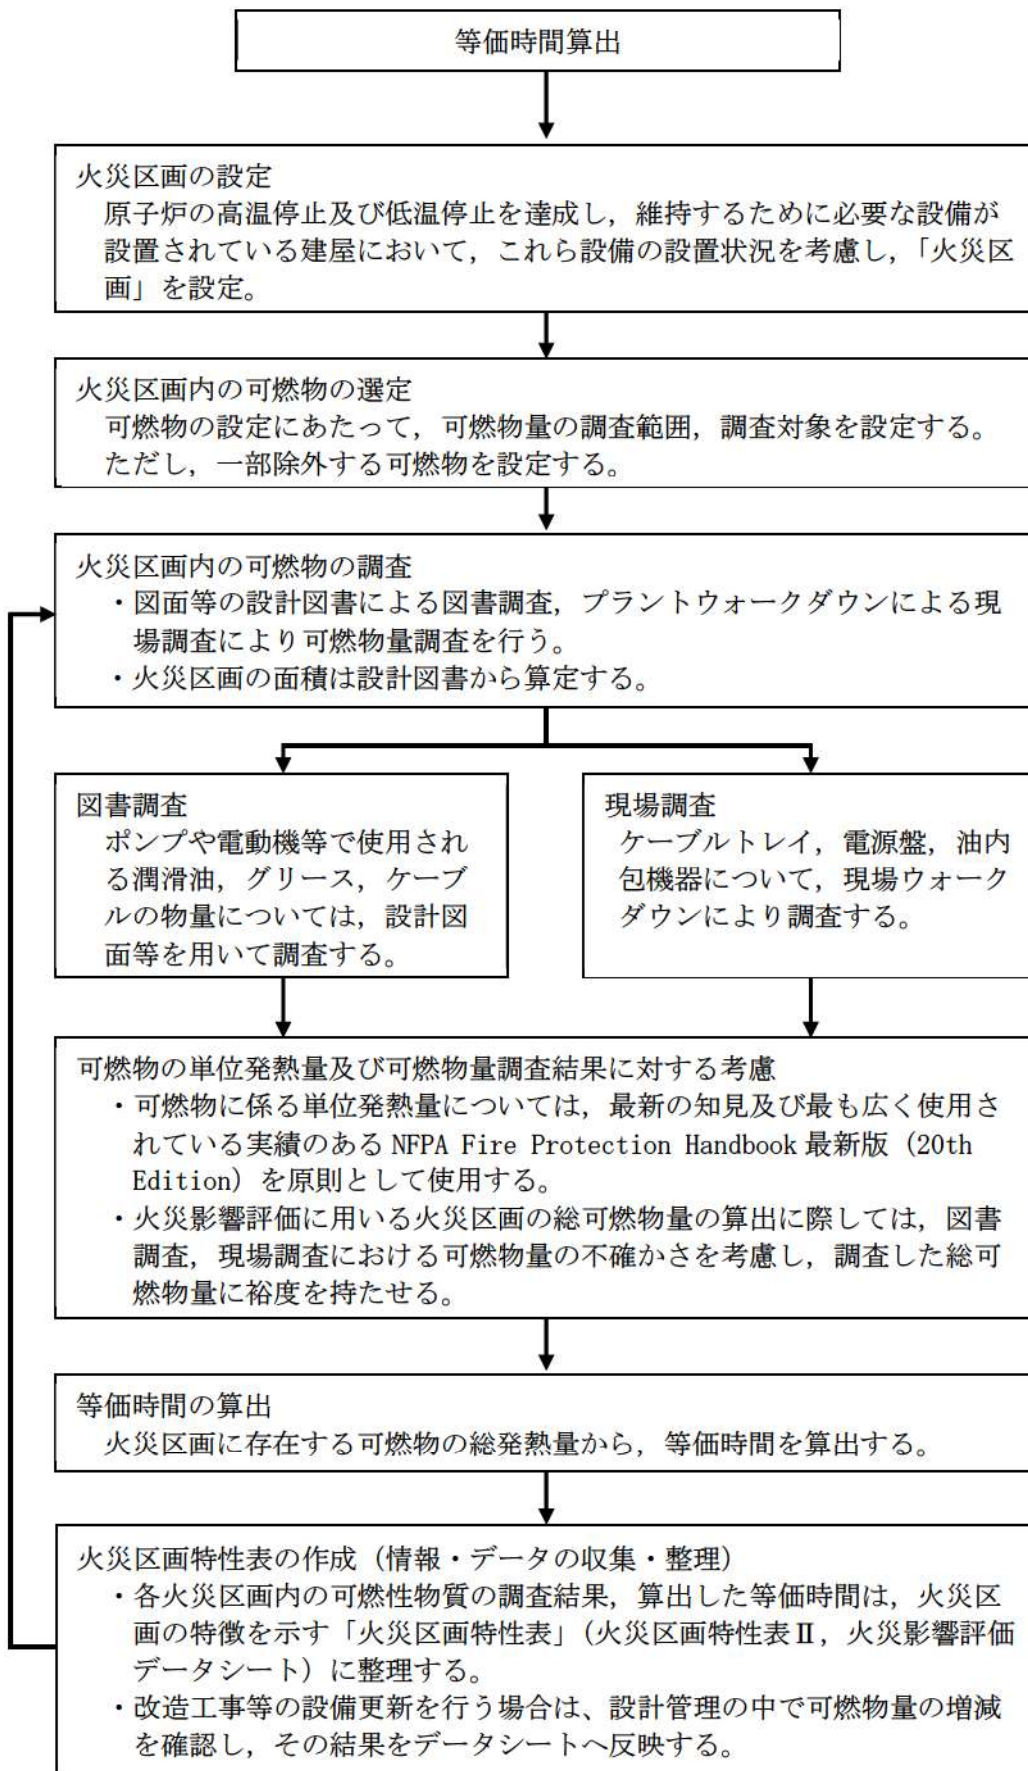 等価時間算出
火災区画の設定
原子炉の高温停止及び低温停止を達成し，維持するために必要な設備が
設置されている建屋において，これら設備の設置状況を考慮し，「火災区
画」を設定。
火災区画内の可燃物の選定
可燃物の設定にあたって，可燃物量の調査範囲，調査対象を設定する。
ただし，一部除外する可燃物を設定する。
火災区画内の可燃物の調査
・図面等の設計図書による図書調査，プラントウォークダウンによる現
場調査により可燃物量調査を行う。
・火災区画の面積は設計図書から算定する。
図書調査
ポンプや電動機等で使用され
る潤滑油，グリース，ケーブ
ルの物量については，設計図
面等を用いて調査する。
現場調査
ケーブルトレイ，電源盤，油内
包機器について，現場ウォーク
ダウンにより調査する。
可燃物の単位発熱量及び可燃物量調査結果に対する考慮
・可燃物に係る単位発熱量については，最新の知見及び最も広く使用さ
れている実績のある NFPA Fire Protection Handbook 最新版（20th
Edition）を原則として使用する。
・火災影響評価に用いる火災区画の総可燃物量の算出に際しては，図書
調査，現場調査における可燃物量の不確かさを考慮し，調査した総可
燃物量に裕度を持たせる。
等価時間の算出
火災区画に存在する可燃物の総発熱量から，等価時間を算出する。
火災区画特性表の作成（情報・データの収集・整理）
・各火災区画内の可燃性物質の調査結果，算出した等価時間は，火災区
画の特徴を示す「火災区画特性表」（火災区画特性表Ⅱ，火災影響評価
データシート）に整理する。
・改造工事等の設備更新を行う場合は、設計管理の中で可燃物量の増減
を確認し，その結果をデータシートへ反映する。